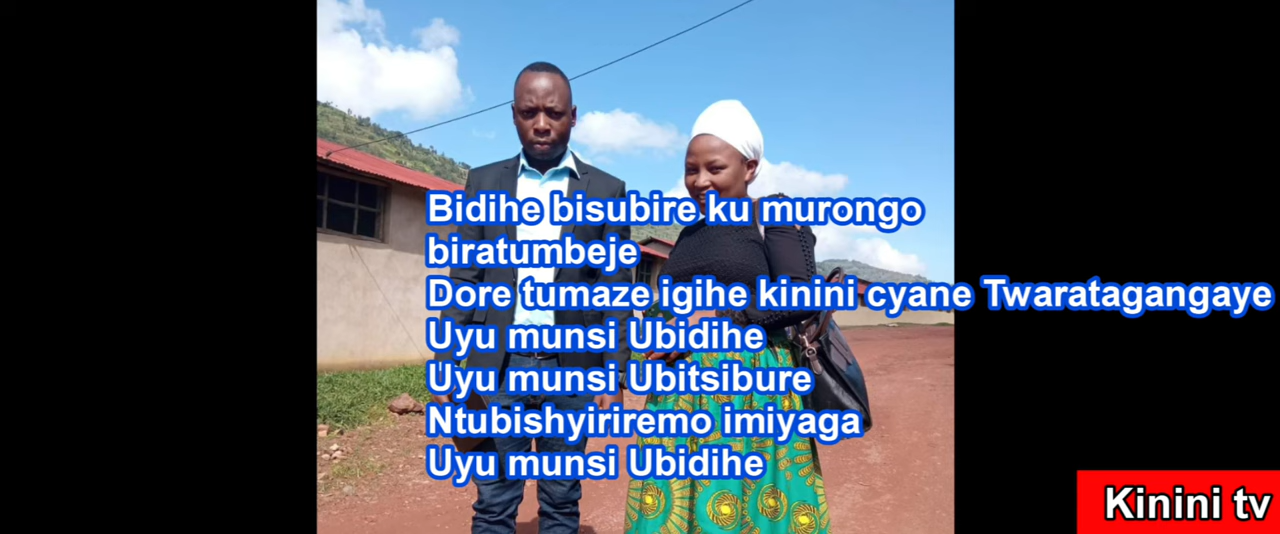 Bidihe bisubire ku murongo
biratumbeje
Dore tumaze igihe kinini cyane Twaratagangaye
Uyu munsi Ubidihe
Uyu munsi Ubitsibure
Ntubishyiriremo imiyaga
Uyu munsi Ubidihe
Kinini tv